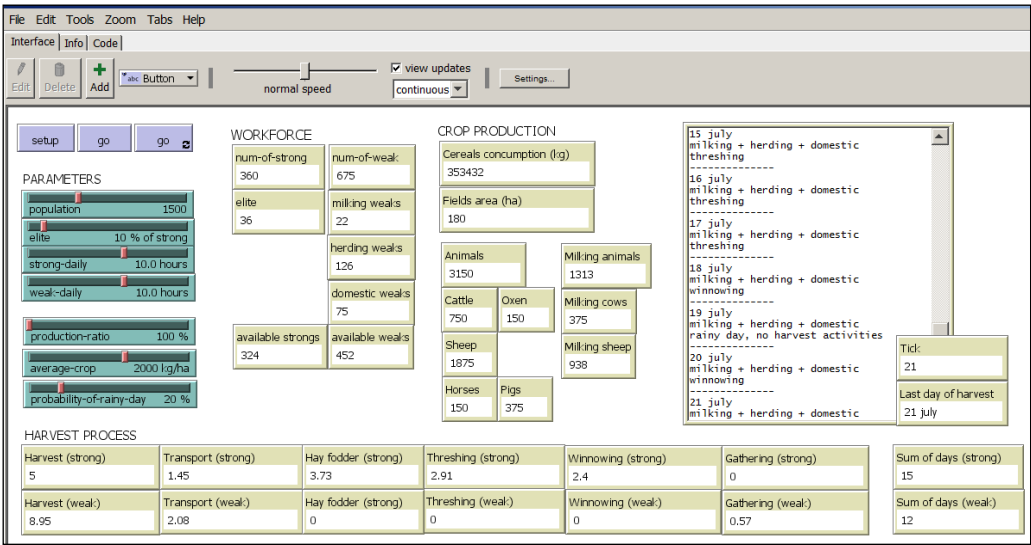 File Edit Tools Zoom Tabs Help
Interface Info Code
Edit Delete Add abc Button normal speed view updates continuous Settings...
setup go go
PARAMETERS
population 1500
elite 10 % of strong
strong-daily 10.0 hours
weak-daily 10.0 hours
production-ratio 100 %
average-crop 2000 kg/ha
probability-of-rainy-day 20 %
WORKFORCE
num-of-strong
360
num-of-weak
675
elite
36
milking weaks
22
herding weaks
126
domestic weaks
75
available strongs
324
available weaks
452
CROP PRODUCTION
Cereals concumption (kg)
353432
Fields area (ha)
180
Animals
3150
Milking animals
1313
Cattle
750
Oxen
150
Milking cows
375
Sheep
1875
Milking sheep
938
Horses
150
Pigs
375
15 july
milking + herding + domestic
threshing
--------------
16 july
milking + herding + domestic
threshing
--------------
17 july
milking + herding + domestic
threshing
--------------
18 july
milking + herding + domestic
winnowing
--------------
19 july
milking + herding + domestic
rainy day, no harvest activities
--------------
20 july
milking + herding + domestic
winnowing
--------------
21 july
milking + herding + domestic
Tick
21
Last day of harvest
21 july
HARVEST PROCESS
Harvest (strong)
5
Transport (strong)
1.45
Hay fodder (strong)
3.73
Threshing (strong)
2.91
Winnowing (strong)
2.4
Gathering (strong)
0
Sum of days (strong)
15
Harvest (weak)
8.95
Transport (weak)
2.08
Hay fodder (strong)
0
Threshing (weak)
0
Winnowing (weak)
0
Gathering (weak)
0.57
Sum of days (weak)
12